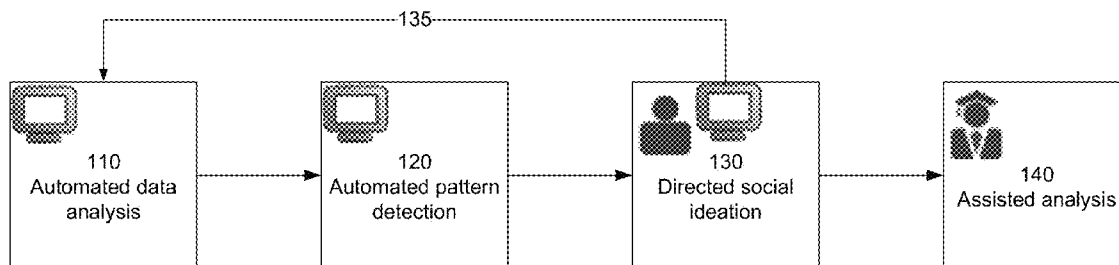 135
110
Automated data
analysis
120
Automated pattern
detection
130
Directed social
ideation
140
Assisted analysis